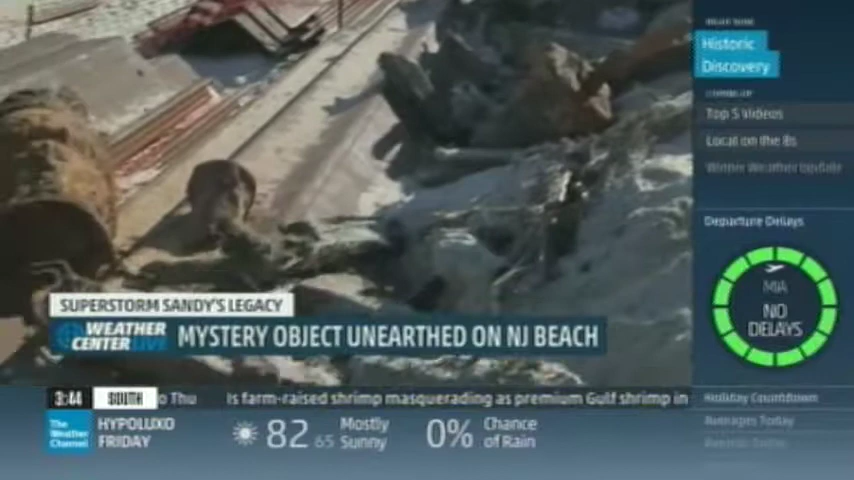 Historic
Discovery
Top 5 Videos
Local on the 8s
Winter Weather Update
Departure Delays
MIA
NO
DELAYS
SUPERSTORM SANDY'S LEGACY
WEATHER
CENTER LIVE
MYSTERY OBJECT UNEARTHED ON NJ BEACH
3:44
SOUTH
o Thu Is farm-raised shrimp masquerading as premium Gulf shrimp in
Holiday Countdown
The
Weather
Channel
HYPOLUXO
FRIDAY
82 65
Mostly
Sunny
0%
Chance
of Rain
Averages Today